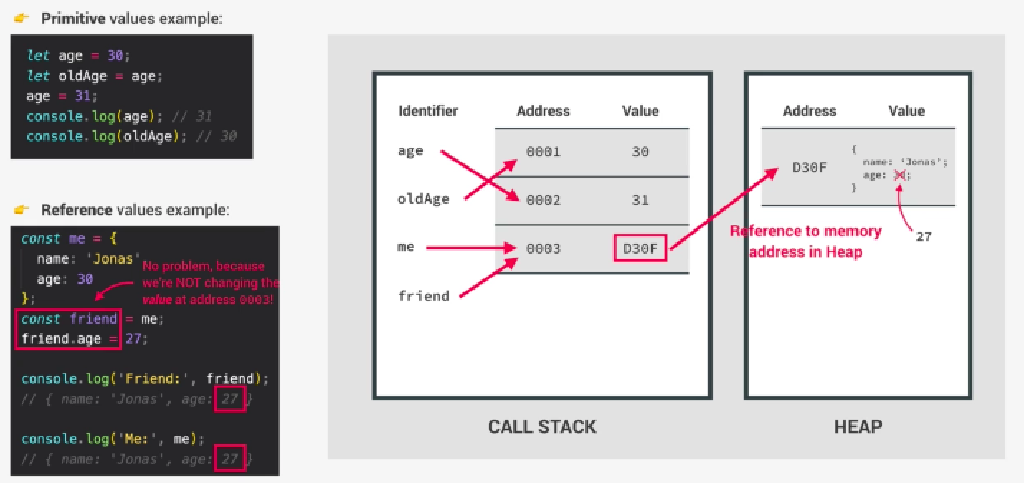 👉 Primitive values example:
let age = 30;
let oldAge = age;
age = 31;
console.log(age); // 31
console.log(oldAge); // 30
👉 Reference values example:
const me = {
name: 'Jonas'
age: 30
};
const friend = me;
friend.age = 27;
No problem, because
we're NOT changing the
value at address 0003!
console.log('Friend:', friend);
// { name: 'Jonas', age: 27 }
console.log('Me:', me);
// { name: 'Jonas', age: 27 }
Identifier Address Value
age 0001 30
oldAge 0002 31
me 0003 D30F
friend
CALL STACK
Address Value
D30F
{
name: 'Jonas';
age: 30;
}
27
Reference to memory
address in Heap
HEAP